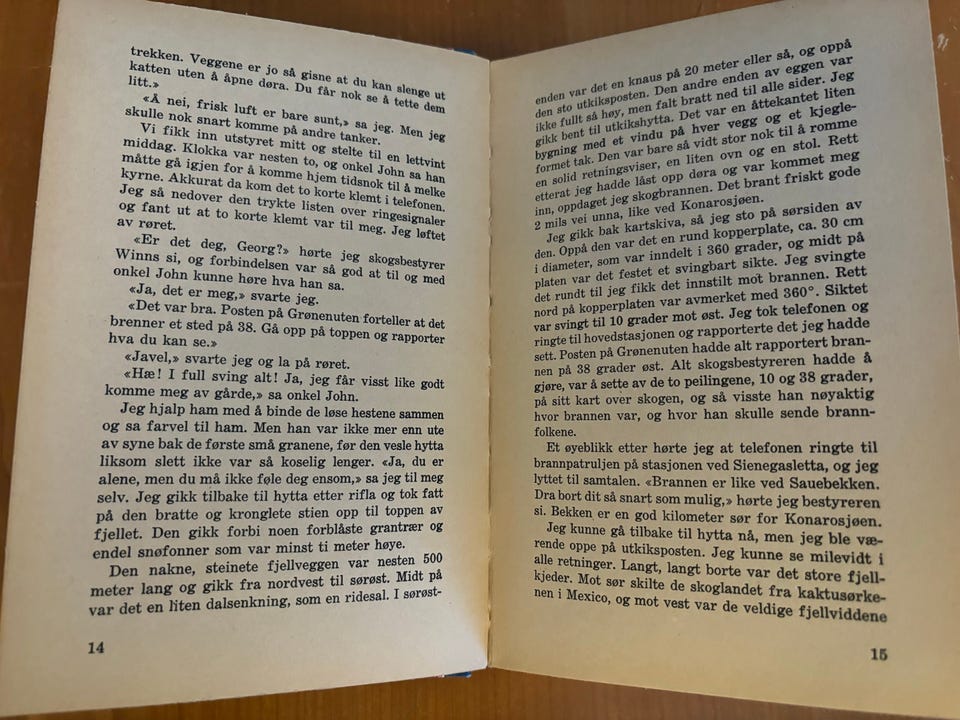 trekken. Veggene er jo så gisne at du kan slenge ut
katten uten å åpne døra. Du får nok se å tette dem
litt.»
«Å nei, frisk luft er bare sunt,» sa jeg. Men jeg
skulle nok snart komme på andre tanker.
Vi fikk inn utstyret mitt og stelte til en lettvint
middag. Klokka var nesten to, og onkel John sa han
måtte gå igjen for å komme hjem tidsnok til å melke
kyrne. Akkurat da kom det to korte klemt i telefonen.
Jeg så nedover den trykte listen over ringesignaler
og fant ut at to korte klemt var til meg. Jeg løftet
av røret.
«Er det deg, Georg?» hørte jeg skogsbestyrer
Winns si, og forbindelsen var så god at til og med
onkel John kunne høre hva han sa.
«Ja, det er meg,» svarte jeg.
«Det var bra. Posten på Grønenuten forteller at det
brenner et sted på 38. Gå opp på toppen og rapporter
hva du kan se.»
«Javel,» svarte jeg og la på røret.
«Hæ! I full sving alt! Ja, jeg får visst like godt
komme meg av gårde,» sa onkel John.
Jeg hjalp ham med å binde de løse hestene sammen
og sa farvel til ham. Men han var ikke mer enn ute
av syne bak de første små granene, før den vesle hytta
liksom slett ikke var så koselig lenger. «Ja, du er
alene, men du må ikke føle deg ensom,» sa jeg til meg
selv. Jeg gikk tilbake til hytta etter rifla og tok fatt
på den bratte og kronglete stien opp til toppen av
fjellet. Den gikk forbi noen forblåste grantrær og
endel snøfonner som var minst ti meter høye.
Den nakne, steinete fjellveggen var nesten 500
meter lang og gikk fra nordvest til sørøst. Midt på
var det en liten dalsenkning, som en ridesal. I sørøst-
14
enden var det en knaus på 20 meter eller så, og oppå
den sto utkiksposten. Den andre enden av eggen var
ikke fullt så høy, men falt bratt ned til alle sider. Jeg
gikk bent til utkikshytta. Det var en åttekantet liten
bygning med et vindu på hver vegg og et kjegle-
formet tak. Den var bare så vidt stor nok til å romme
en solid retningsviser, en liten ovn og en stol. Rett
etterat jeg hadde låst opp døra og var kommet meg
inn, oppdaget jeg skogbrannen. Det brant friskt gode
2 mils vei unna, like ved Konarosjøen.
Jeg gikk bak kartskiva, så jeg sto på sørsiden av
den. Oppå den var det en rund kopperplate, ca. 30 cm
i diameter, som var inndelt i 360 grader, og midt på
platen var det festet et svingbart sikte. Jeg svingte
det rundt til jeg fikk det innstilt mot brannen. Rett
nord på kopperplaten var avmerket med 360°. Siktet
var svingt til 10 grader mot øst. Jeg tok telefonen og
ringte til hovedstasjonen og rapporterte det jeg hadde
sett. Posten på Grønenuten hadde alt rapportert bran-
nen på 38 grader øst. Alt skogsbestyreren hadde å
gjøre, var å sette av de to peilingene, 10 og 38 grader,
på sitt kart over skogen, og så visste han nøyaktig
hvor brannen var, og hvor han skulle sende brann-
folkene.
Et øyeblikk etter hørte jeg at telefonen ringte til
brannpatruljen på stasjonen ved Sienegasletta, og jeg
lyttet til samtalen. «Brannen er like ved Sauebekken.
Dra bort dit så snart som mulig,» hørte jeg bestyreren
si. Bekken er en god kilometer sør for Konarosjøen.
Jeg kunne gå tilbake til hytta nå, men jeg ble væ-
rende oppe på utkiksposten. Jeg kunne se milevidt i
alle retninger. Langt, langt borte var det store fjell-
kjeder. Mot sør skilte de skoglandet fra kaktusørke-
nen i Mexico, og mot vest var de veldige fjellviddene
15